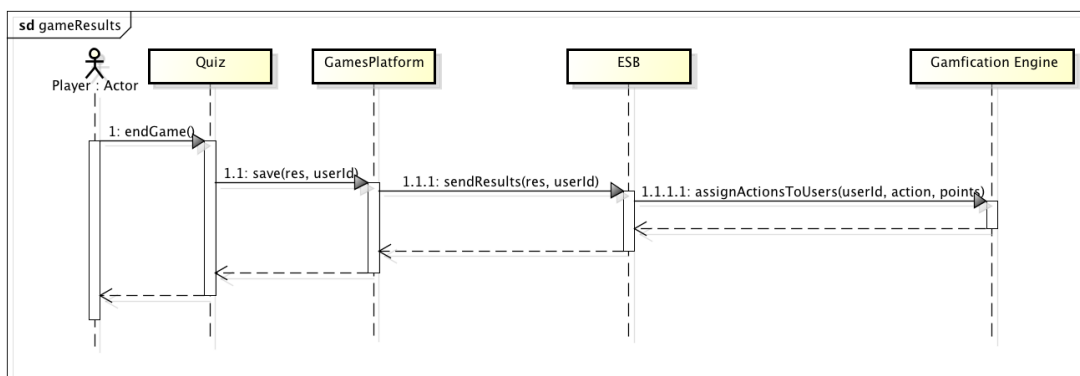 sd gameResults
Quiz
GamesPlatform
ESB
Gamfication Engine
Player : Actor
1: endGame()
1.1: save(res, userId)
1.1.1: sendResults(res, userId)
1.1.1.1: assignActionsToUsers(userId, action, points)